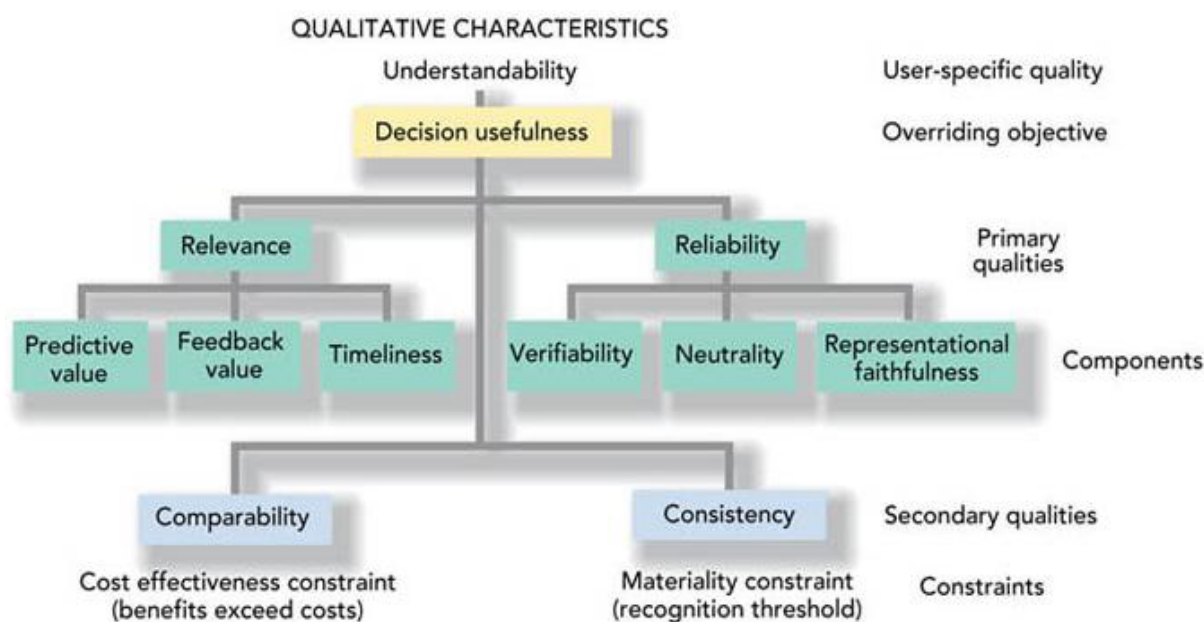 QUALITATIVE CHARACTERISTICS
Understandability
User-specific quality
Decision usefulness
Overriding objective
Relevance
Reliability
Primary
qualities
Predictive
value
Feedback
value
Timeliness
Verifiability
Neutrality
Representational
faithfulness
Components
Comparability
Consistency
Secondary qualities
Cost effectiveness constraint
(benefits exceed costs)
Materiality constraint
(recognition threshold)
Constraints